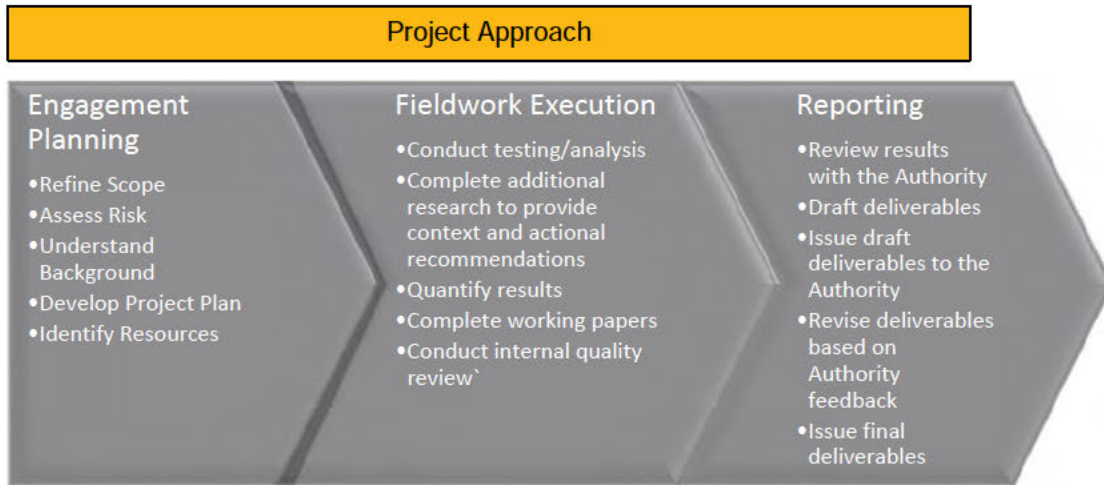 Project Approach
Engagement
Planning
•Refine Scope
•Assess Risk
•Understand
Background
•Develop Project Plan
•Identify Resources
Fieldwork Execution
•Conduct testing/analysis
•Complete additional
research to provide
context and actional
recommendations
•Quantify results
•Complete working papers
•Conduct internal quality
review`
Reporting
•Review results
with the Authority
•Draft deliverables
•Issue draft
deliverables to the
Authority
•Revise deliverables
based on
Authority
feedback
•Issue final
deliverables